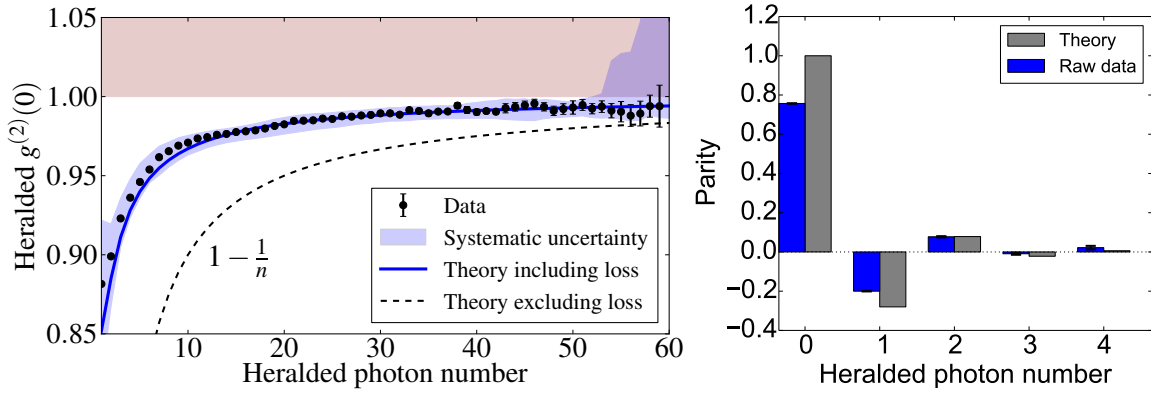 1.05
1.00
0.95
0.90
0.85
Heralded g^{(2)}(0)
1 − 1/n
Data
Systematic uncertainty
Theory including loss
Theory excluding loss
10 20 30 40 50 60
Heralded photon number
1.2
1.0
0.8
0.6
0.4
0.2
0.0
−0.2
−0.4
Parity
Theory
Raw data
0 1 2 3 4
Heralded photon number